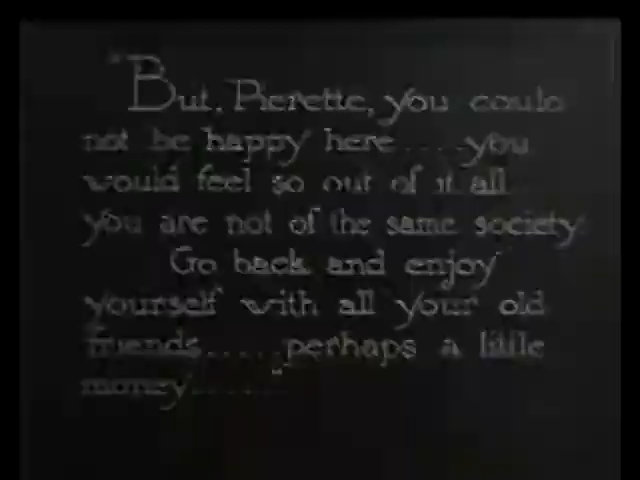 "But, Pierette, you could
not be happy here.....you
would feel so out of it all
you are not of the same society
Go back and enjoy
yourself with all your old
friends.....perhaps a little
money.......